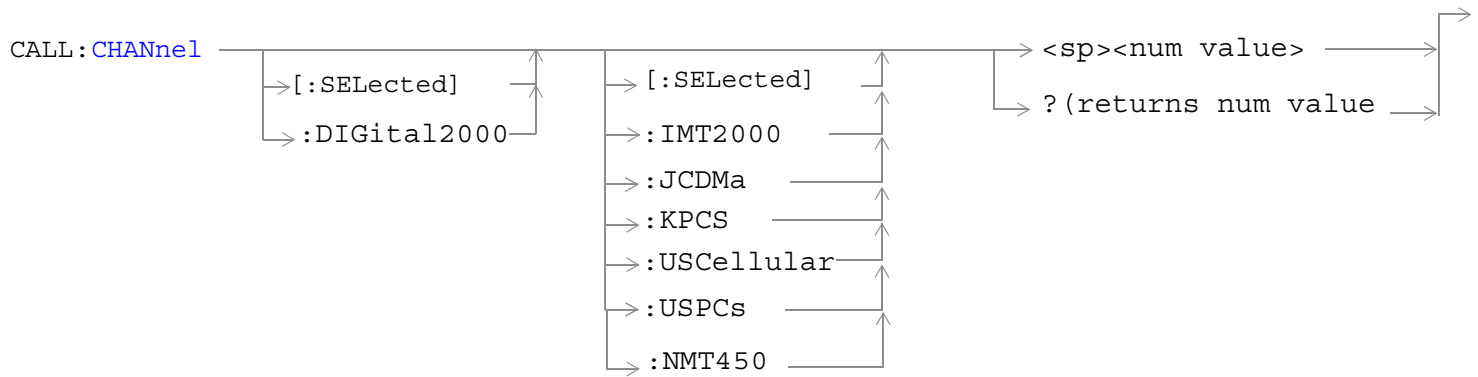 CALL:CHANnel
[:SELected]
:DIGital2000
[:SELected]
:IMT2000
:JCDMa
:KPCS
:USCellular
:USPCs
:NMT450
<sp><num value>
?(returns num value